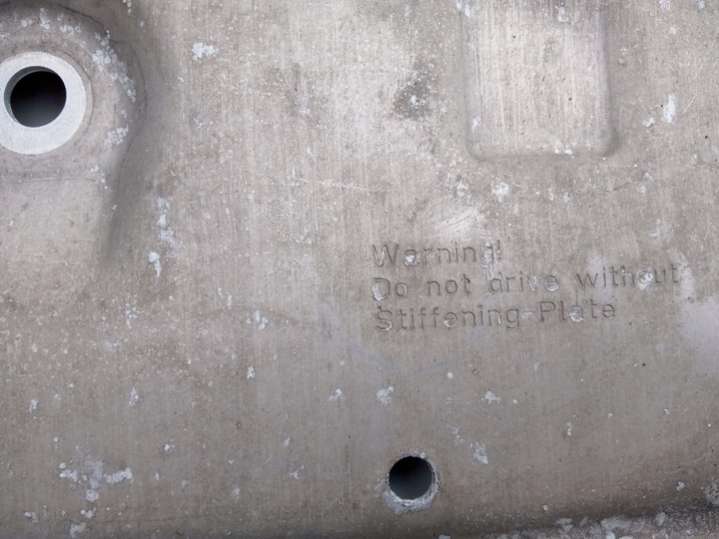 Warning!
Do not drive without
Stiffening-Plate